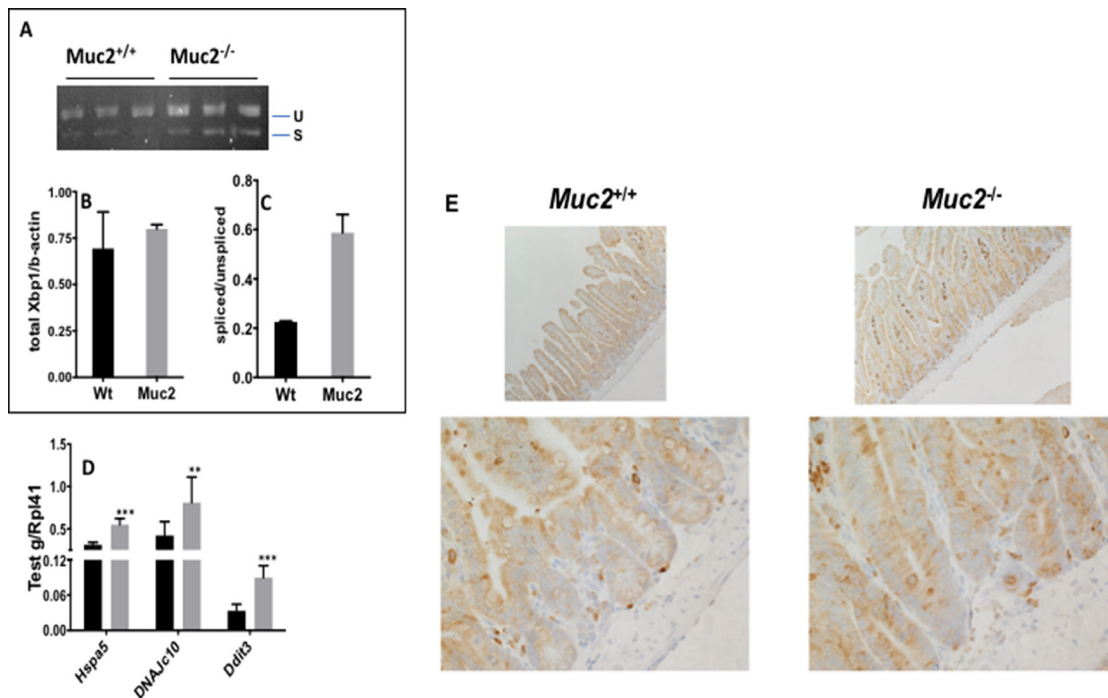 A
Muc2+/+ Muc2-/-
U
S
B
total Xbp1/b-actin
1.00
0.75
0.50
0.25
0.00
Wt Muc2
C
spliced/unspliced
0.8
0.6
0.4
0.2
0.0
Wt Muc2
D
Test g/Rpl41
1.5
1.0
0.5
0.12
0.06
0.00
***
**
***
Hspa5 DNAJc10 Ddit3
E
Muc2+/+ Muc2-/-